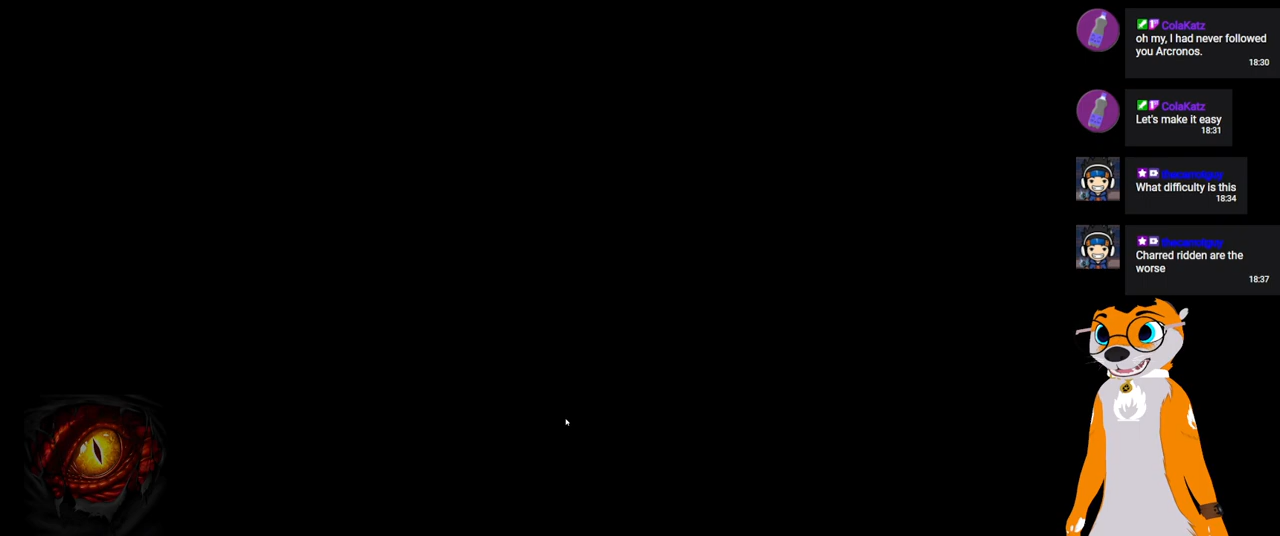 ColaKatz
oh my, I had never followed
you Arcronos.
18:30
ColaKatz
Let's make it easy
18:31
What difficulty is this
18:34
Charred ridden are the
worse
18:37